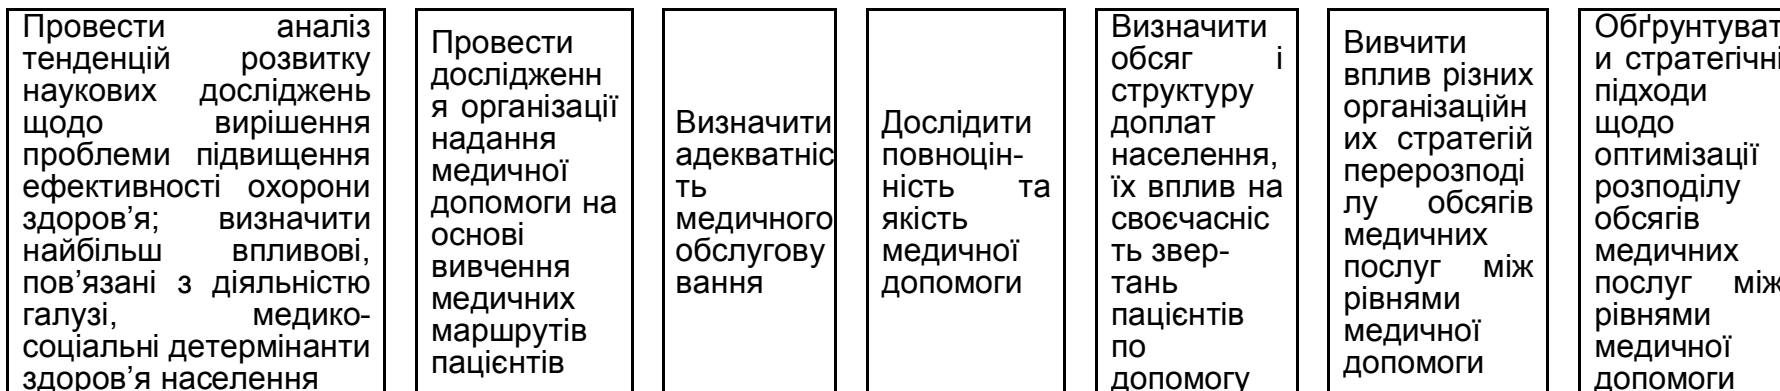 Провести аналіз
тенденцій розвитку
наукових досліджень
щодо вирішення
проблеми підвищення
ефективності охорони
здоров’я; визначити
найбільш впливові,
пов’язані з діяльністю
галузі, медико-
соціальні детермінанти
здоров’я населення
Провести
дослідженн
я організації
надання
медичної
допомоги на
основі
вивчення
медичних
маршрутів
пацієнтів
Визначити
адекватніс
ть
медичного
обслугову
вання
Дослідити
повноцін-
ність та
якість
медичної
допомоги
Визначити
обсяг і
структуру
доплат
населення,
їх вплив на
своєчасніс
ть звер-
тань
пацієнтів
по
допомогу
Вивчити
вплив різних
організаційн
их стратегій
перерозподі
лу обсягів
медичних
послуг між
рівнями
медичної
допомоги
Обґрунтуват
и стратегічні
підходи
щодо
оптимізації
розподілу
обсягів
медичних
послуг між
рівнями
медичної
допомоги